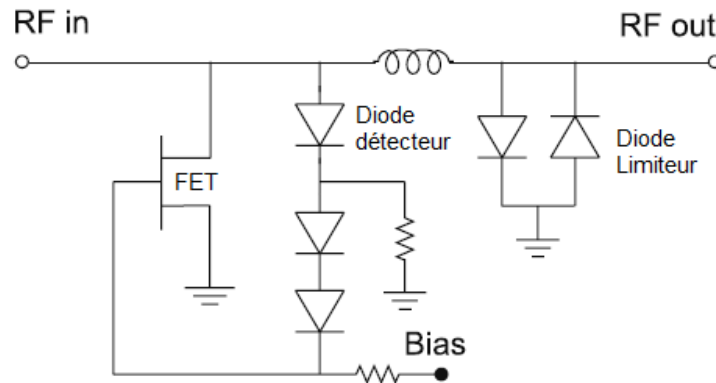 RF in
RF out
Diode
détecteur
Diode
Limiteur
FET
Bias